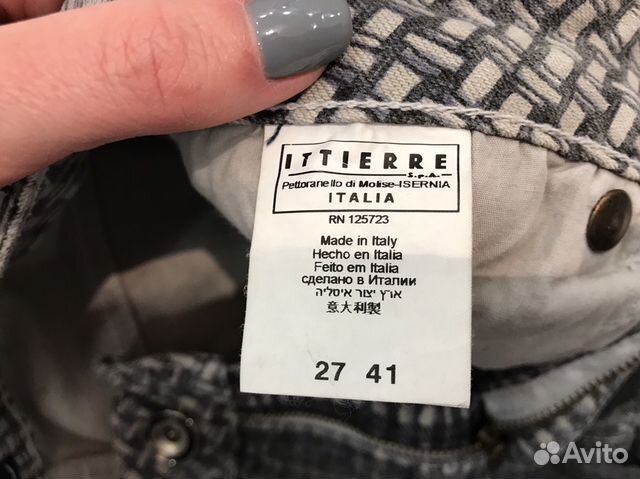 ITTIERRE
S.p.A.
Pettoranello di Molise-ISERNIA
ITALIA
RN 125723
Made in Italy
Hecho en Italia
Feito em Italia
сделано в Италии
ארץ יצור איטליה
意大利製
27 41
Avito